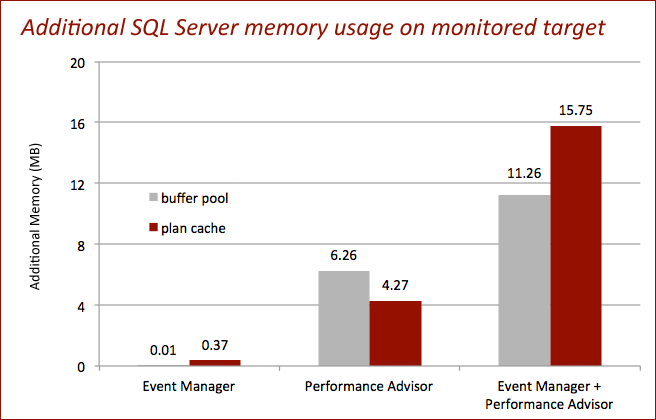 Additional SQL Server memory usage on monitored target
Additional Memory (MB)
20
16
12
8
4
0
buffer pool
plan cache
0.01
0.37
6.26
4.27
11.26
15.75
Event Manager
Performance Advisor
Event Manager +
Performance Advisor